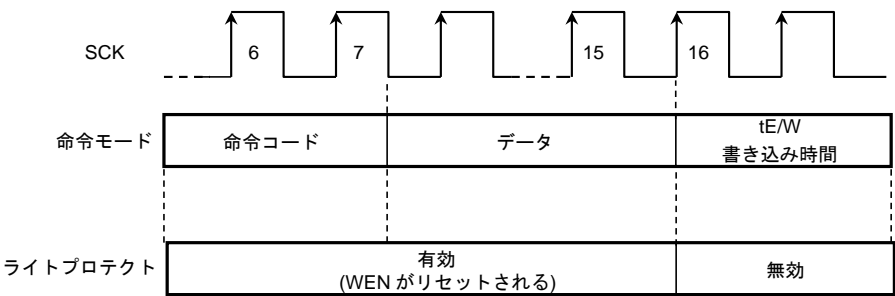 SCK
6
7
15
16
命令モード
命令コード
データ
tE/W
書き込み時間
ライトプロテクト
有効
(WEN がリセットされる)
無効